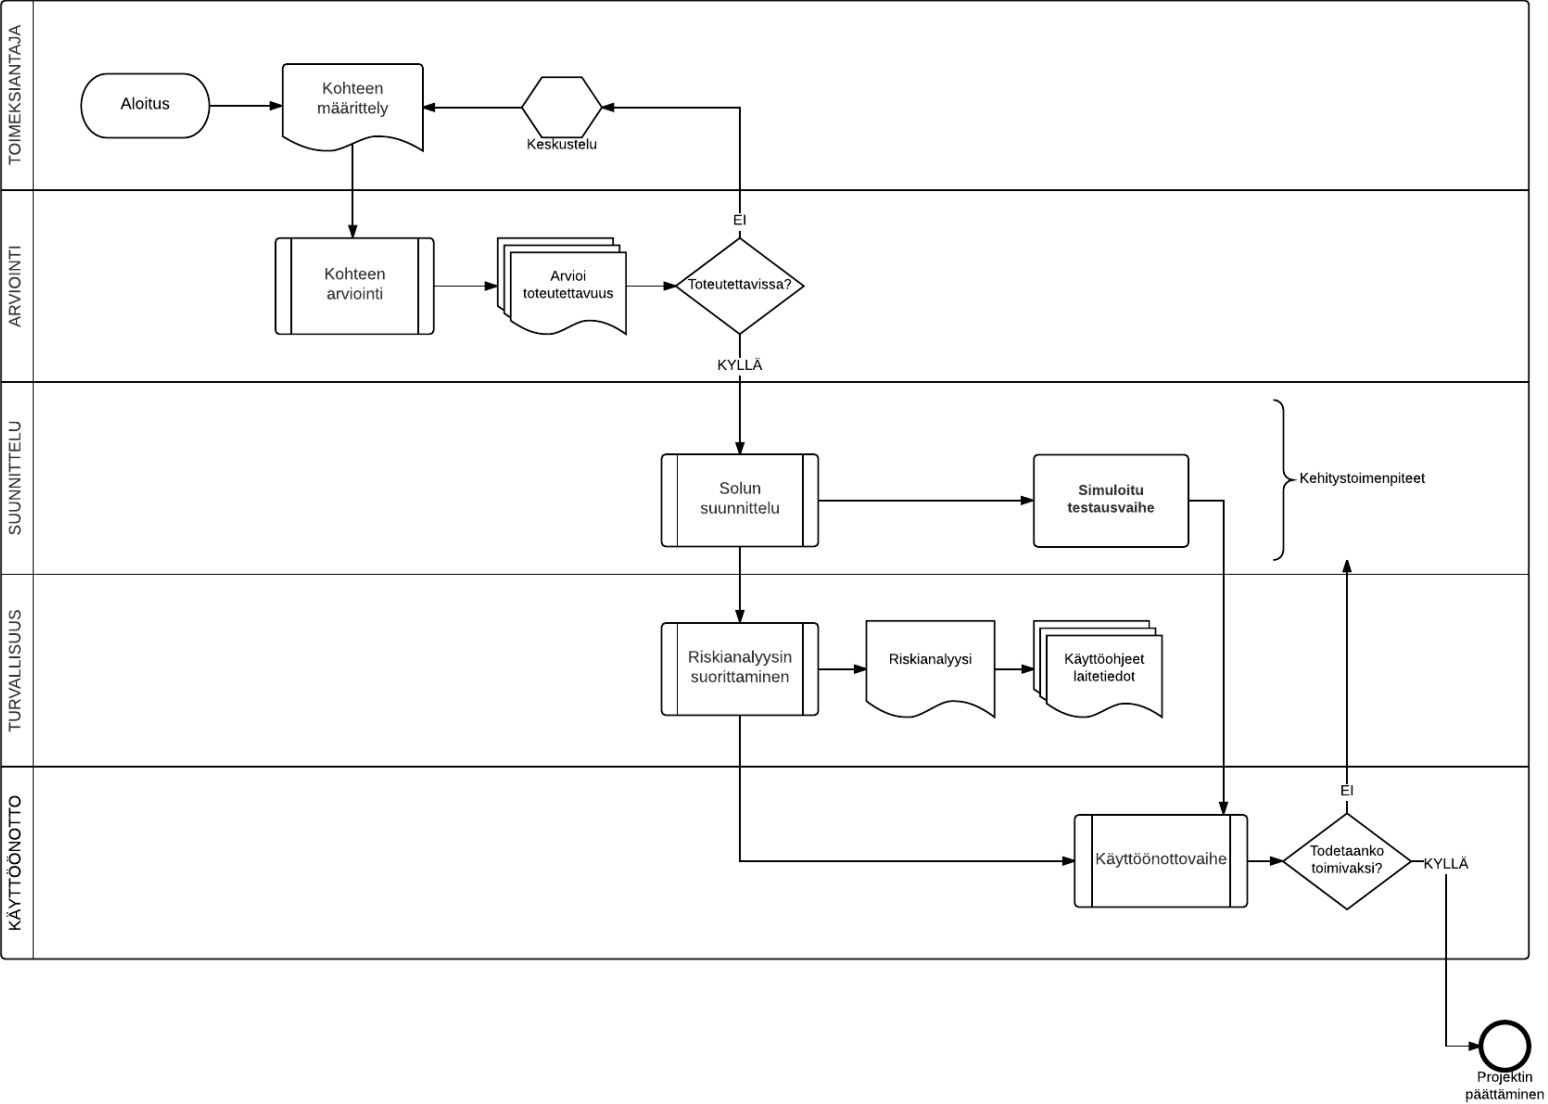 TOIMEKSIANTAJA
Aloitus
Kohteen
määrittely
Keskustelu
ARVIOINTI
EI
Kohteen
arviointi
Arvioi
toteutettavuus
Toteutettavissa?
KYLLÄ
SUUNNITTELU
Solun
suunnittelu
Simuloitu
testausvaihe
Kehitystoimenpiteet
TURVALLISUUS
Riskianalyysin
suorittaminen
Riskianalyysi
Käyttöohjeet
laitetiedot
KÄYTTÖÖNOTTO
EI
Käyttöönottovaihe
Todetaanko
toimivaksi?
KYLLÄ
Projektin
päättäminen